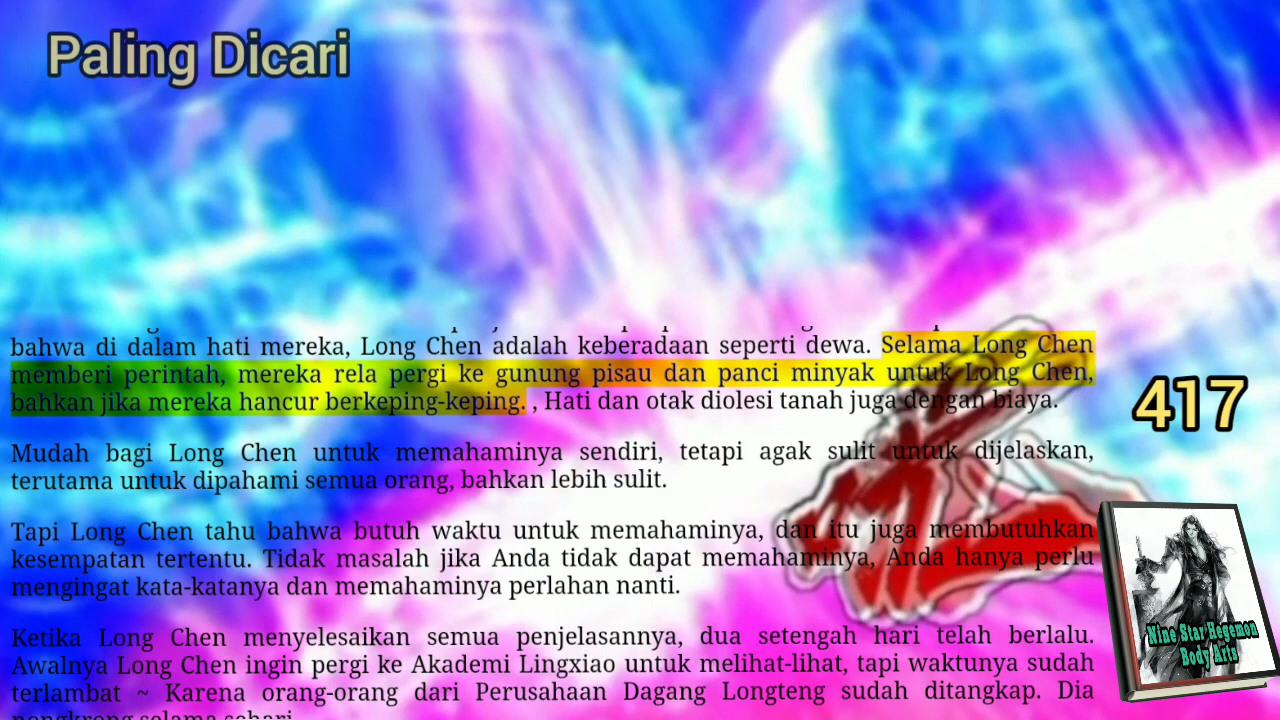 Paling Dicari
bahwa di dalam hati mereka, Long Chen adalah keberadaan seperti dewa. Selama Long Chen
memberi perintah, mereka rela pergi ke gunung pisau dan panci minyak untuk Long Chen,
bahkan jika mereka hancur berkeping-keping. , Hati dan otak diolesi tanah juga dengan biaya.
417
Mudah bagi Long Chen untuk memahaminya sendiri, tetapi agak sulit untuk dijelaskan,
terutama untuk dipahami semua orang, bahkan lebih sulit.
Tapi Long Chen tahu bahwa butuh waktu untuk memahaminya, dan itu juga membutuhkan
kesempatan tertentu. Tidak masalah jika Anda tidak dapat memahaminya, Anda hanya perlu
mengingat kata-katanya dan memahaminya perlahan nanti.
Ketika Long Chen menyelesaikan semua penjelasannya, dua setengah hari telah berlalu.
Awalnya Long Chen ingin pergi ke Akademi Lingxiao untuk melihat-lihat, tapi waktunya sudah
terlambat ~ Karena orang-orang dari Perusahaan Dagang Longteng sudah ditangkap. Dia
nongkrong selama sehari
Nine Star Hegemon
Body Arts